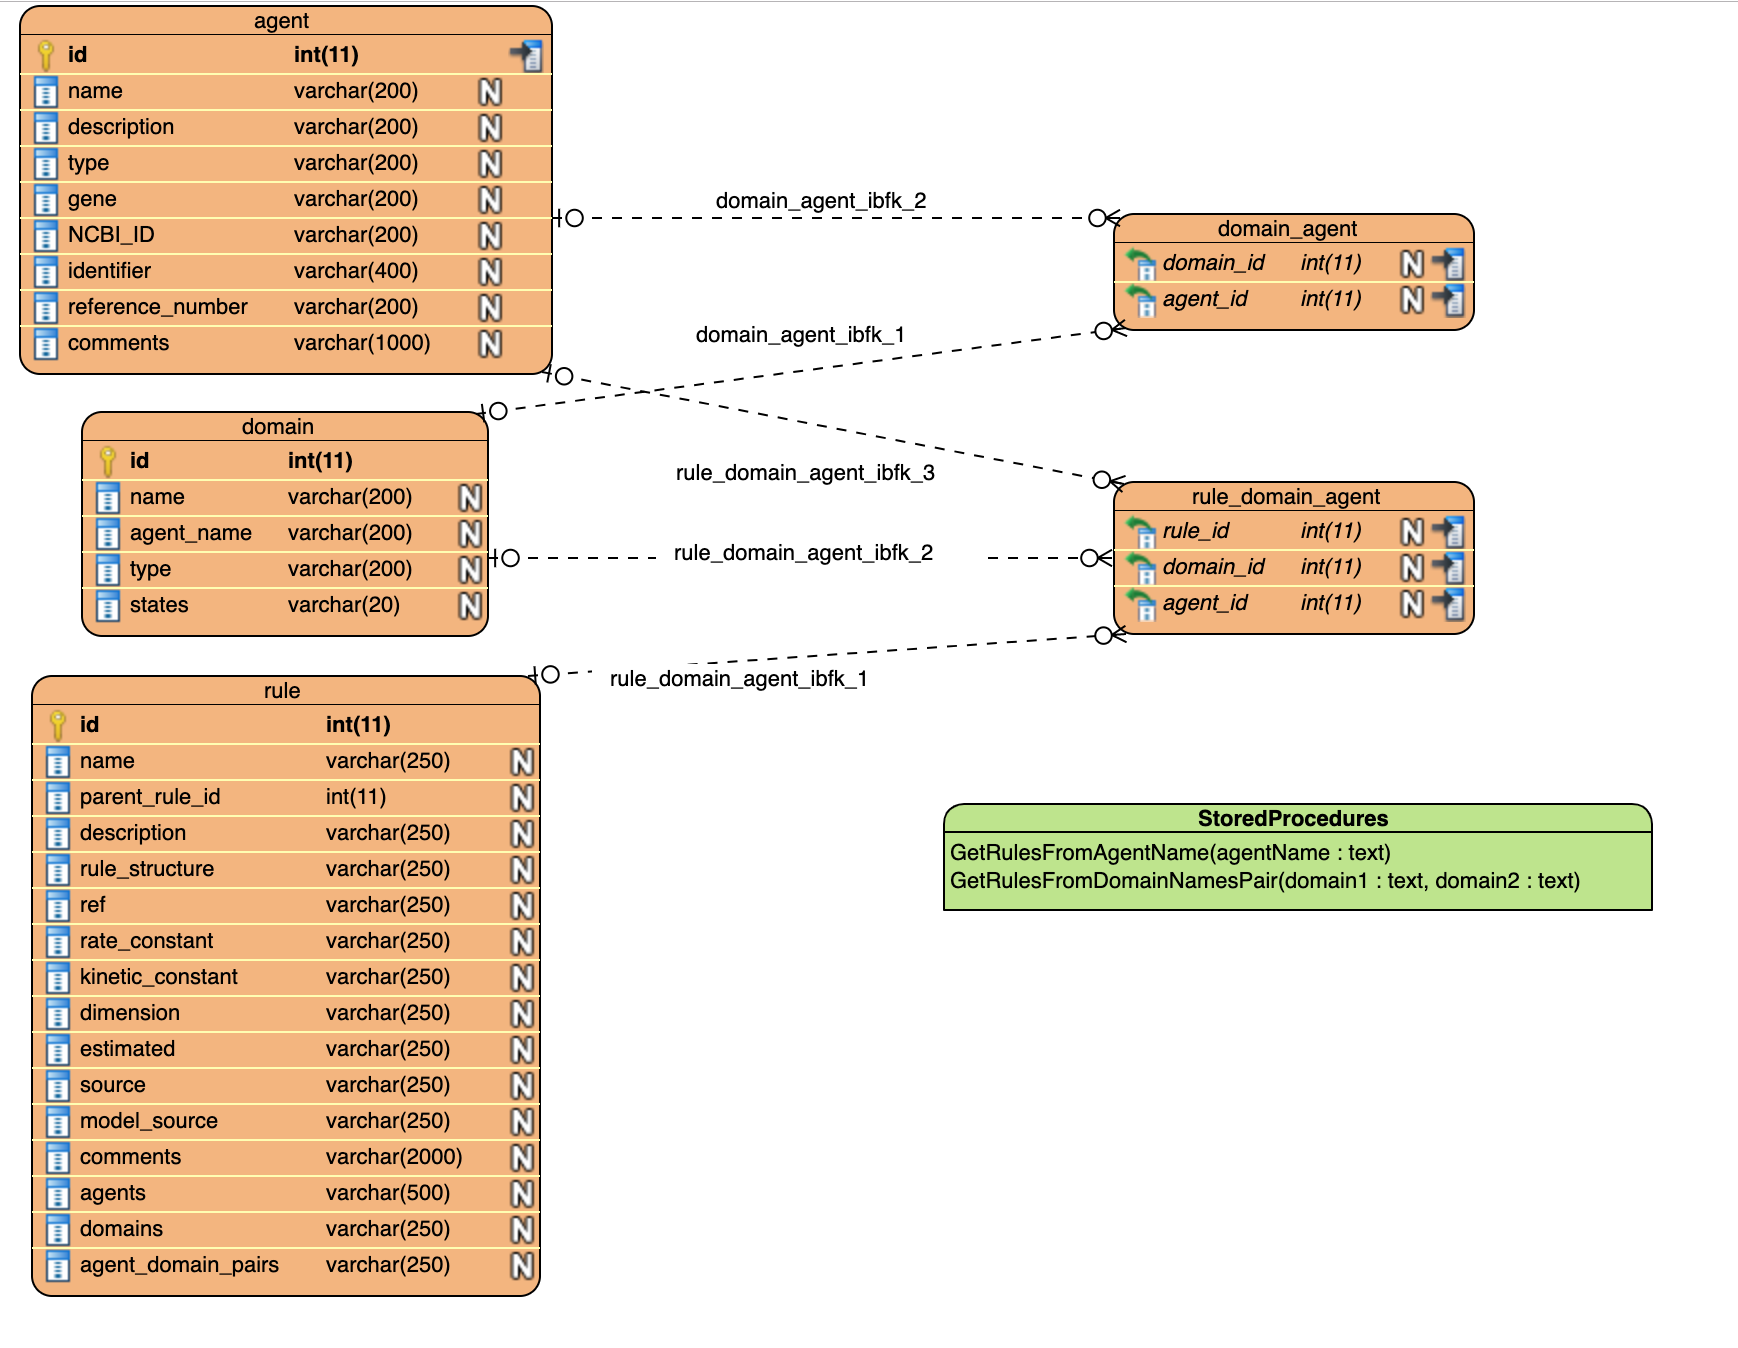 agent
id int(11)
name varchar(200) N
description varchar(200) N
type varchar(200) N
gene varchar(200) N
NCBI_ID varchar(200) N
identifier varchar(400) N
reference_number varchar(200) N
comments varchar(1000) N
domain_agent_ibfk_2
domain_agent
domain_id int(11) N
agent_id int(11) N
domain_agent_ibfk_1
domain
id int(11)
name varchar(200) N
agent_name varchar(200) N
type varchar(200) N
states varchar(20) N
rule_domain_agent_ibfk_3
rule_domain_agent_ibfk_2
rule_domain_agent
rule_id int(11) N
domain_id int(11) N
agent_id int(11) N
rule_domain_agent_ibfk_1
rule
id int(11)
name varchar(250) N
parent_rule_id int(11) N
description varchar(250) N
rule_structure varchar(250) N
ref varchar(250) N
rate_constant varchar(250) N
kinetic_constant varchar(250) N
dimension varchar(250) N
estimated varchar(250) N
source varchar(250) N
model_source varchar(250) N
comments varchar(2000) N
agents varchar(500) N
domains varchar(250) N
agent_domain_pairs varchar(250) N
StoredProcedures
GetRulesFromAgentName(agentName : text)
GetRulesFromDomainNamesPair(domain1 : text, domain2 : text)